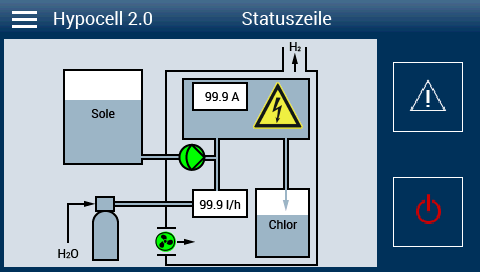 Hypocell 2.0
Statuszeile
H₂
99.9 A
Sole
99.9 l/h
Chlor
H₂O